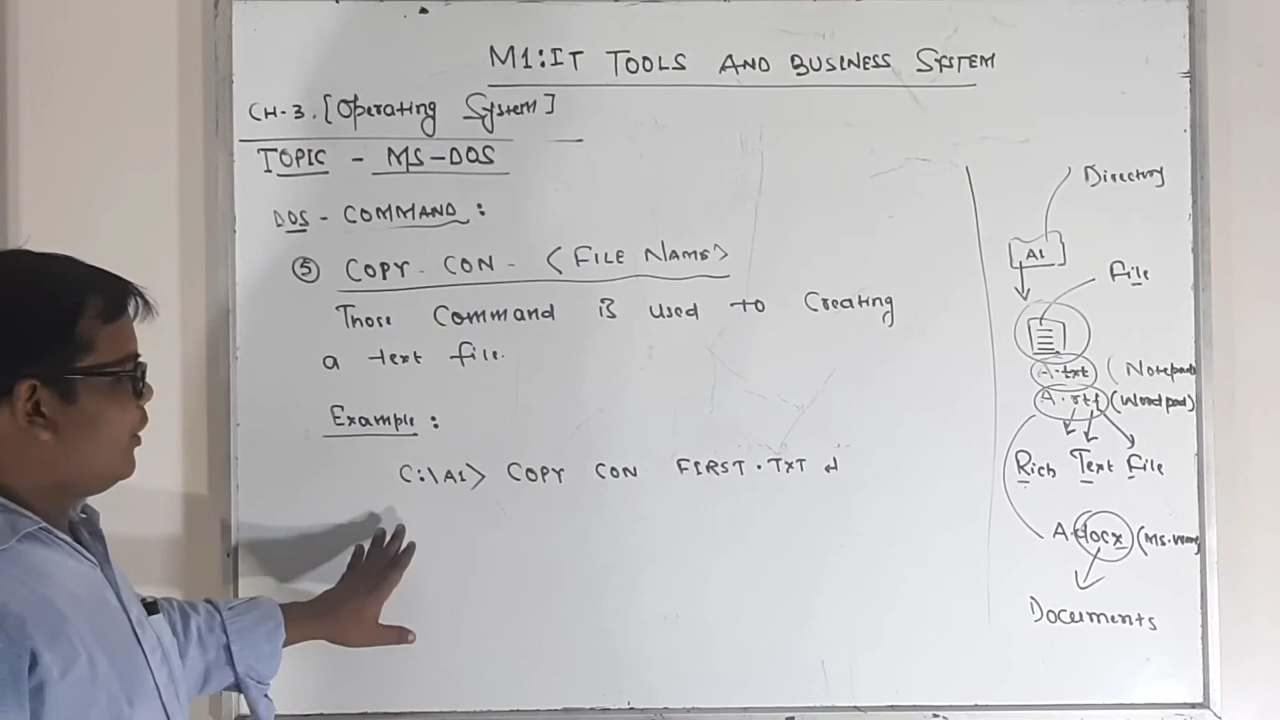 M1:IT TOOLS AND BUSINESS SYSTEM
CH-3. [Operating System]
TOPIC - MS-DOS
DOS - COMMAND :
⑤ COPY - CON - <FILE NAME>
Those Command is used to Creating
a text file.
Example :
C:\A1> COPY CON FIRST.TXT ↲
Directory
A1
File
A.txt (Notepad
A.rtf (Wordpad)
Rich Text File
A.docx (Ms.
Documents